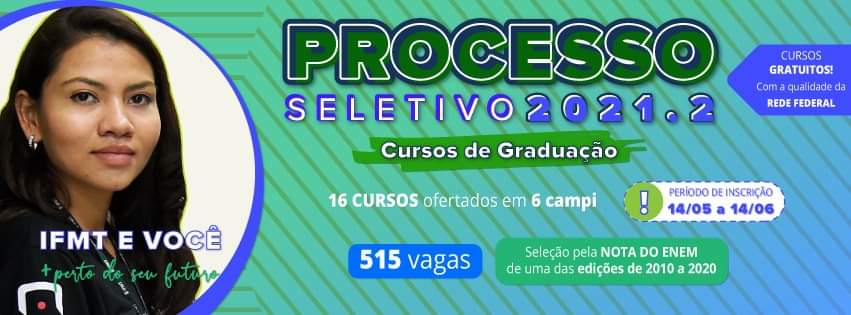 PROCESSO
SELETIVO 2021.2
Cursos de Graduação
16 CURSOS ofertados em 6 campi
515 vagas
CURSOS
GRATUITOS!
Com a qualidade da
REDE FEDERAL
! PERÍODO DE INSCRIÇÃO
14/05 a 14/06
Seleção pela NOTA DO ENEM
de uma das edições de 2010 a 2020
IFMT E VOCÊ
+ perto do seu futuro